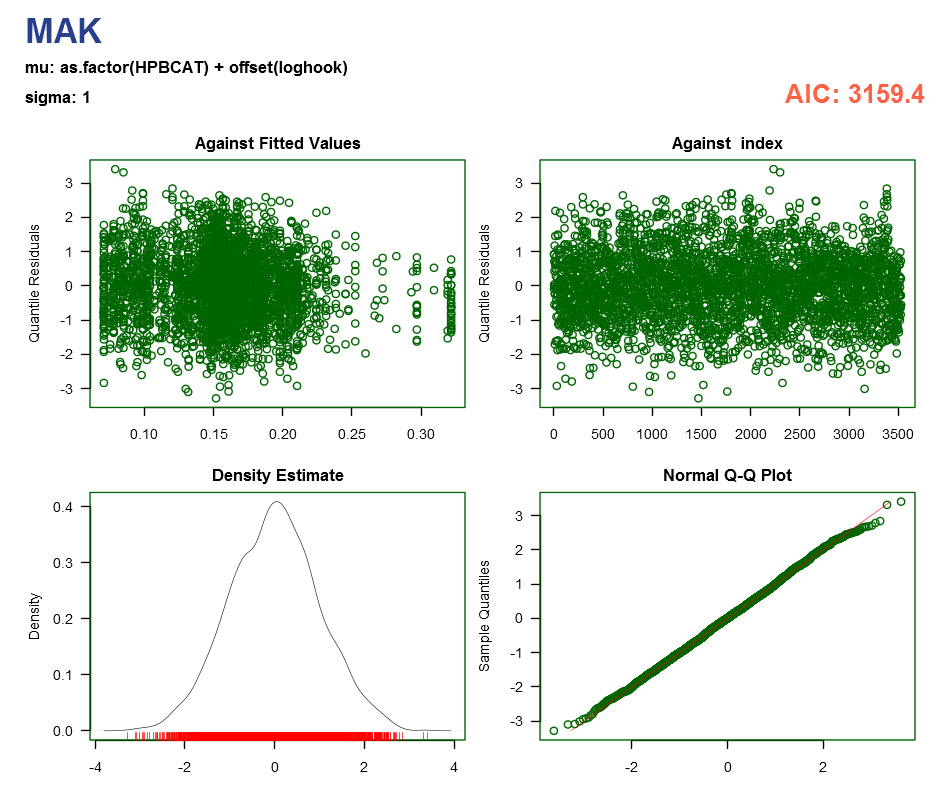 MAK
mu: as.factor(HPBCAT) + offset(loghook)
sigma: 1
AIC: 3159.4
Against Fitted Values
Quantile Residuals
3
2
1
0
-1
-2
-3
0.10 0.15 0.20 0.25 0.30
Against index
Quantile Residuals
3
2
1
0
-1
-2
-3
0 500 1000 1500 2000 2500 3000 3500
Density Estimate
Density
0.4
0.3
0.2
0.1
0.0
-4 -2 0 2 4
Normal Q-Q Plot
Sample Quantiles
3
2
1
0
-1
-2
-3
-2 0 2